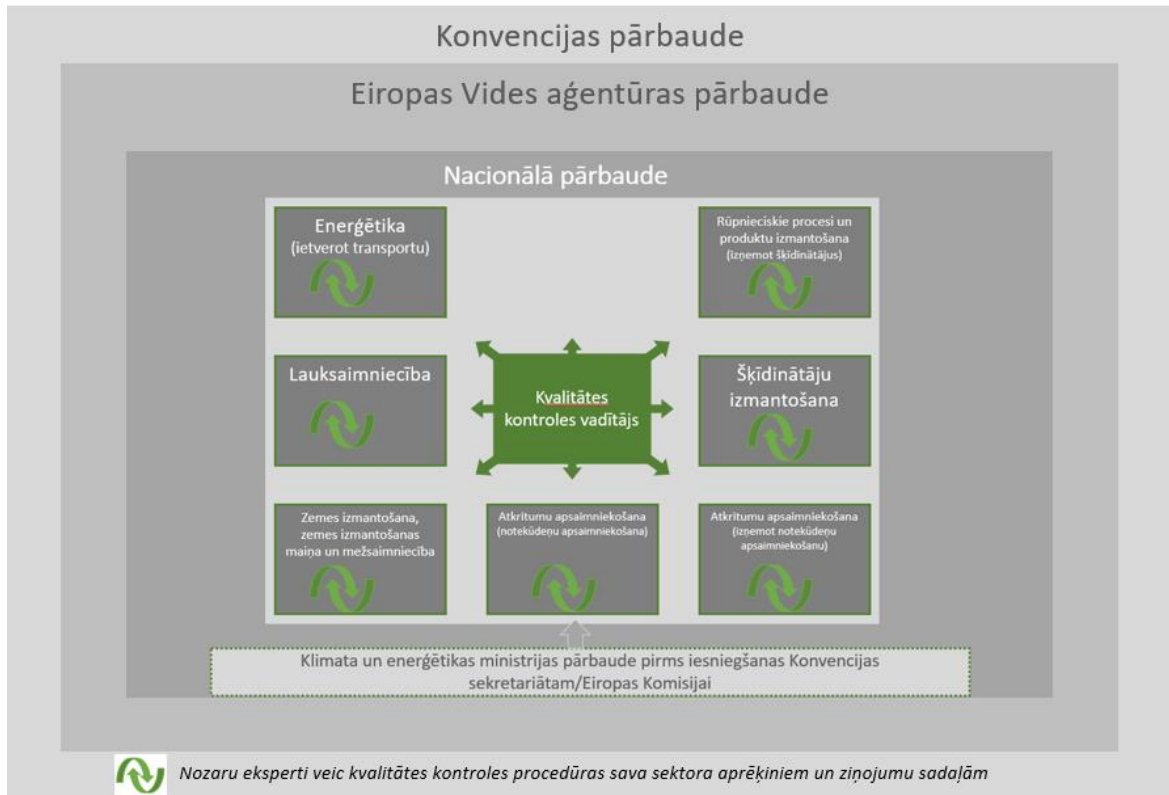 Konvencijas pārbaude
Eiropas Vides aģentūras pārbaude
Nacionālā pārbaude
Enerģētika
(ietverot transportu)
Rūpnieciskie procesi un
produktu izmantošana
(izņemot šķīdinātājus)
Lauksaimniecība
Kvalitātes
kontroles vadītājs
Šķīdinātāju
izmantošana
Zemes izmantošana,
zemes izmantošanas
maiņa un mežsaimniecība
Atkritumu apsaimniekošana
(notekūdeņu apsaimniekošana)
Atkritumu apsaimniekošana
(izņemot notekūdeņu
apsaimniekošanu)
Klimata un enerģētikas ministrijas pārbaude pirms iesniegšanas Konvencijas
sekretariātam/Eiropas Komisijai
Nozaru eksperti veic kvalitātes kontroles procedūras sava sektora aprēķiniem un ziņojumu sadaļām